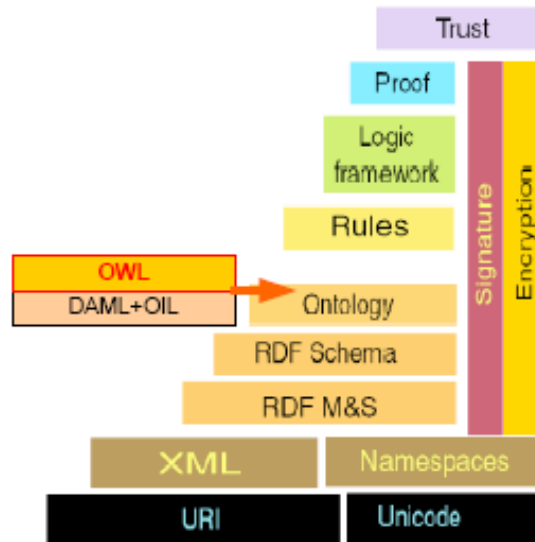 Trust
Proof
Logic
framework
Rules
Signature
Encryption
OWL
DAML+OIL
Ontology
RDF Schema
RDF M&S
XML
Namespaces
URI
Unicode